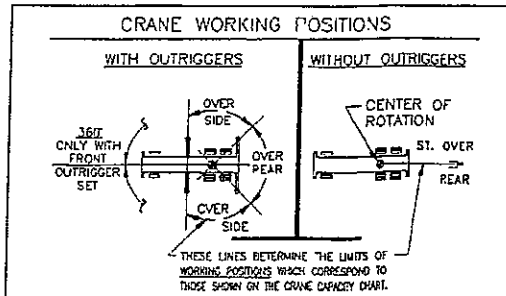 CRANE WORKING POSITIONS
WITH OUTRIGGERS
WITHOUT OUTRIGGERS
OVER
SIDE
360°
ONLY WITH
FRONT
OUTRIGGER
SET
OVER
REAR
OVER
SIDE
CENTER OF
ROTATION
ST. OVER
REAR
THESE LINES DETERMINE THE LIMITS OF
WORKING POSITIONS WHICH CORRESPOND TO
THOSE SHOWN ON THE CRANE CAPACITY CHART.